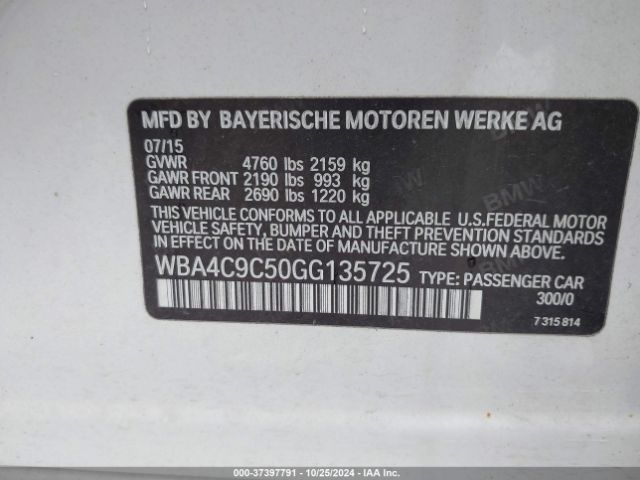 MFD BY BAYERISCHE MOTOREN WERKE AG
07/15
GVWR 4760 lbs 2159 kg
GAWR FRONT 2190 lbs 993 kg
GAWR REAR 2690 lbs 1220 kg
THIS VEHICLE CONFORMS TO ALL APPLICABLE U.S.FEDERAL MOTOR
VEHICLE SAFETY, BUMPER AND THEFT PREVENTION STANDARDS
IN EFFECT ON THE DATE OF MANUFACTURE SHOWN ABOVE.
WBA4C9C50GG135725 TYPE: PASSENGER CAR
300/0
7 315 814
000-37397791 - 10/25/2024 - IAA Inc.